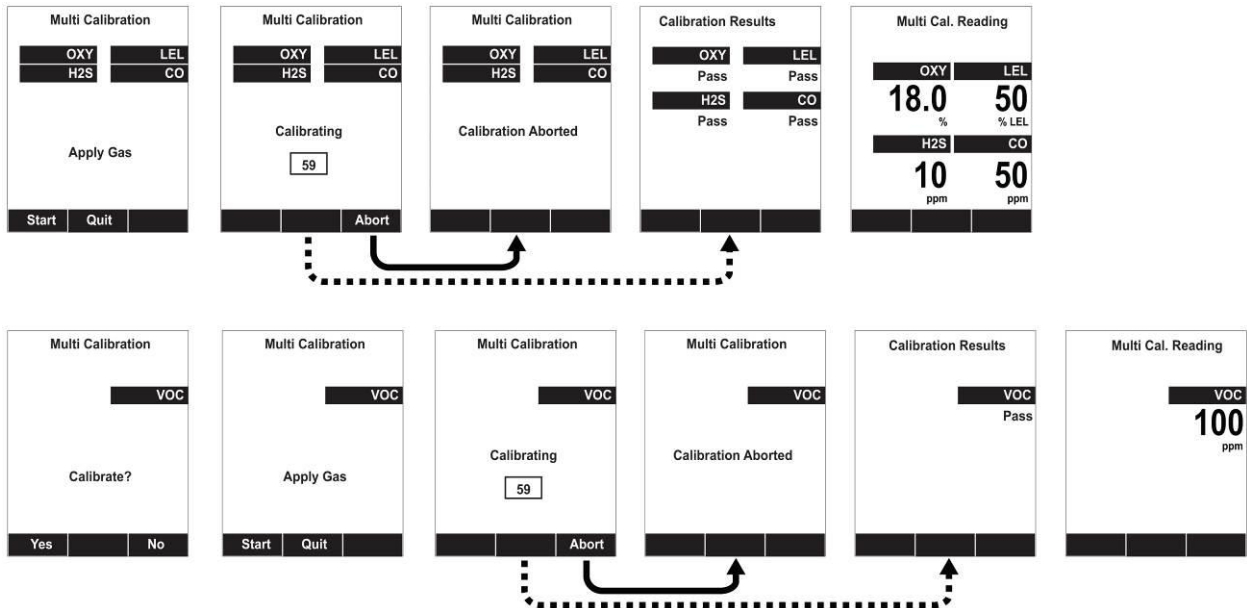 Multi Calibration
OXY LEL
H2S CO
Apply Gas
Start Quit
Multi Calibration
OXY LEL
H2S CO
Calibrating
59
Abort
Multi Calibration
OXY LEL
H2S CO
Calibration Aborted
Calibration Results
OXY LEL
Pass Pass
H2S CO
Pass Pass
Multi Cal. Reading
OXY LEL
18.0 50
% % LEL
H2S CO
10 50
ppm ppm
Multi Calibration
VOC
Calibrate?
Yes No
Multi Calibration
VOC
Apply Gas
Start Quit
Multi Calibration
VOC
Calibrating
59
Abort
Multi Calibration
VOC
Calibration Aborted
Calibration Results
VOC
Pass
Multi Cal. Reading
VOC
100
ppm